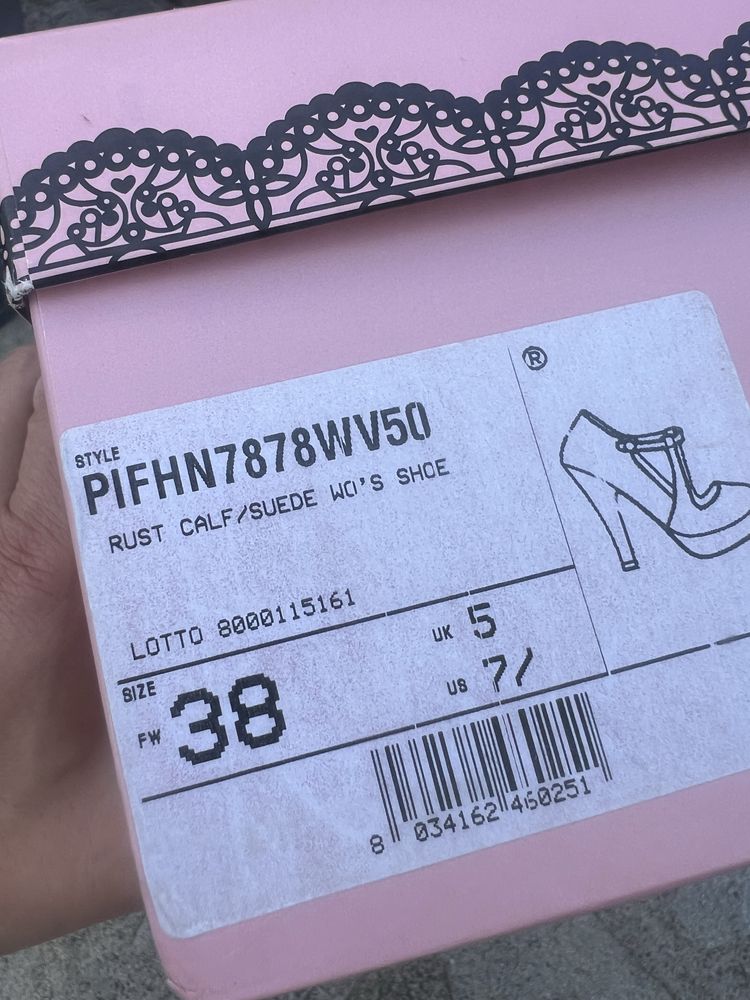 ®
STYLE
PIFHN7878WV50
RUST CALF/SUEDE WO'S SHOE
LOTTO 8000115161
SIZE
FW 38
UK 5
US 7/
8 034162 460251